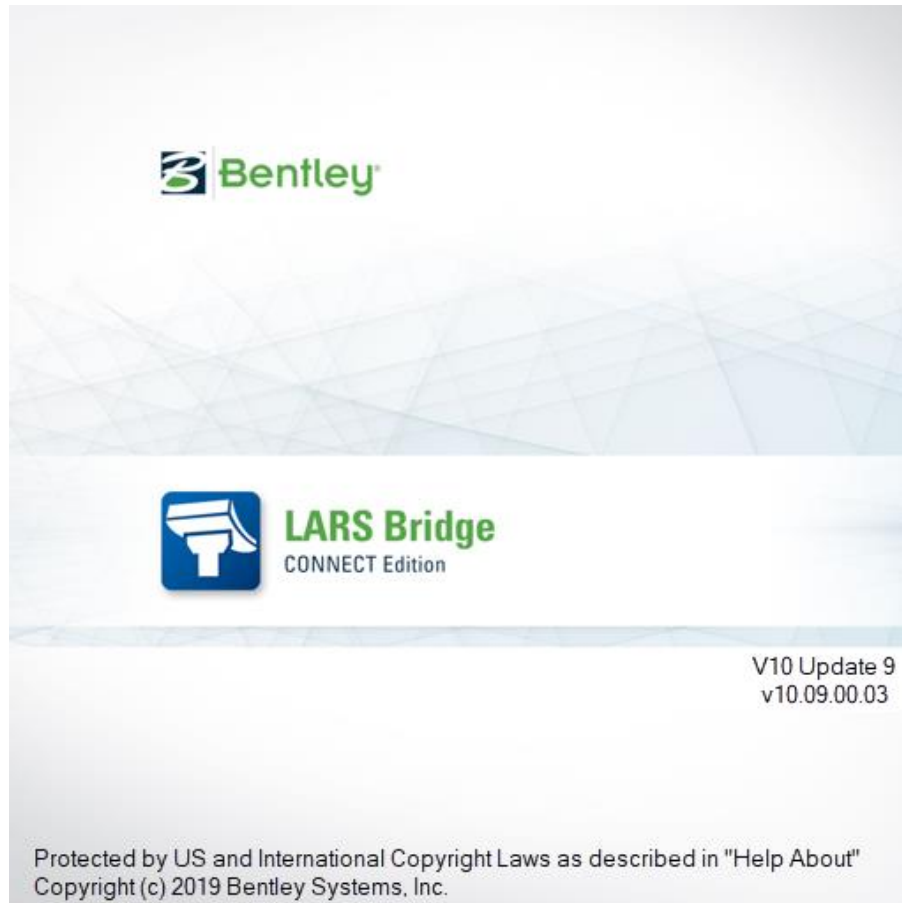 Bentley®
LARS Bridge
CONNECT Edition
V10 Update 9
v10.09.00.03
Protected by US and International Copyright Laws as described in "Help About"
Copyright (c) 2019 Bentley Systems, Inc.